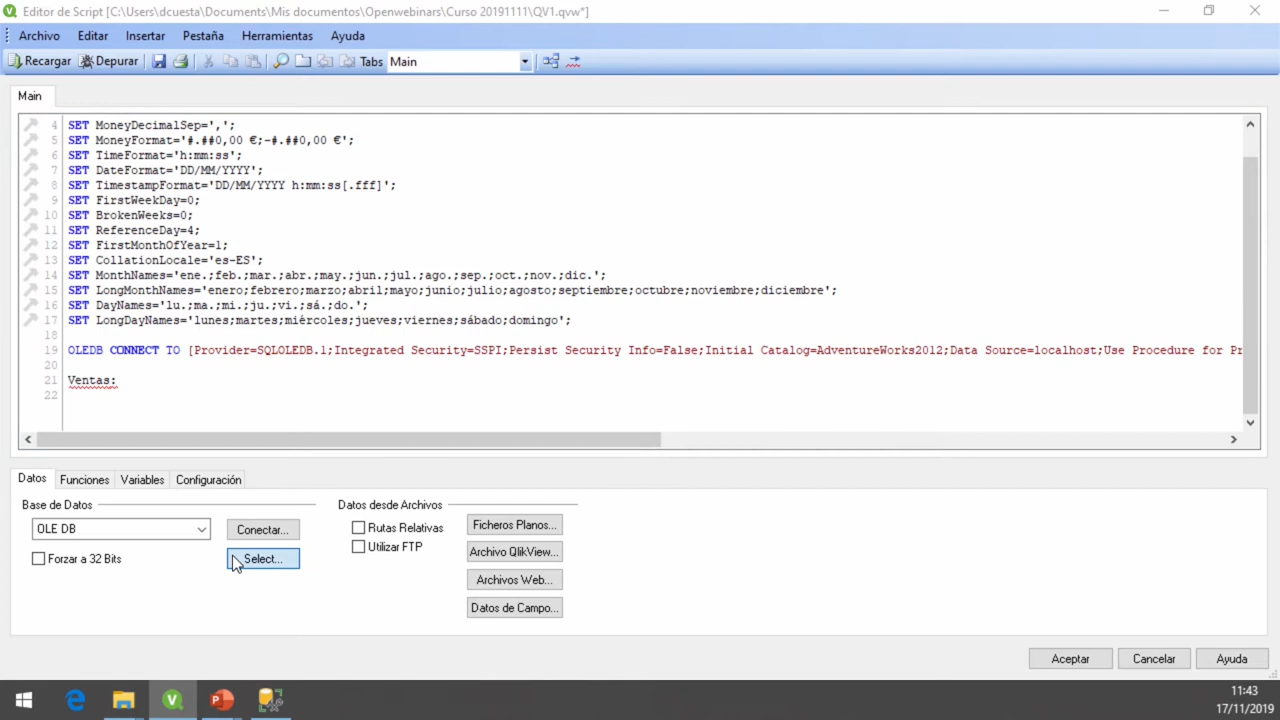 Editor de Script [C:\Users\dcuesta\Documents\Mis documentos\Openwebinars\Curso 20191111\QV1.qvw*]
Archivo Editar Insertar Pestaña Herramientas Ayuda
Recargar Depurar Tabs Main
Main
4 SET MoneyDecimalSep=',';
5 SET MoneyFormat='#.##0,00 €;-#.##0,00 €';
6 SET TimeFormat='h:mm:ss';
7 SET DateFormat='DD/MM/YYYY';
8 SET TimestampFormat='DD/MM/YYYY h:mm:ss[.fff]';
9 SET FirstWeekDay=0;
10 SET BrokenWeeks=0;
11 SET ReferenceDay=4;
12 SET FirstMonthOfYear=1;
13 SET CollationLocale='es-ES';
14 SET MonthNames='ene.;feb.;mar.;abr.;may.;jun.;jul.;ago.;sep.;oct.;nov.;dic.';
15 SET LongMonthNames='enero;febrero;marzo;abril;mayo;junio;julio;agosto;septiembre;octubre;noviembre;diciembre';
16 SET DayNames='lu.;ma.;mi.;ju.;vi.;sá.;do.';
17 SET LongDayNames='lunes;martes;miércoles;jueves;viernes;sábado;domingo';
18
19 OLEDB CONNECT TO [Provider=SQLOLEDB.1;Integrated Security=SSPI;Persist Security Info=False;Initial Catalog=AdventureWorks2012;Data Source=localhost;Use Procedure for Pr
20
21 Ventas:
22
Datos Funciones Variables Configuración
Base de Datos
OLE DB Conectar...
Forzar a 32 Bits Select...
Datos desde Archivos
Rutas Relativas Ficheros Planos...
Utilizar FTP Archivo QlikView...
Archivos Web...
Datos de Campo...
Aceptar Cancelar Ayuda
11:43
17/11/2019